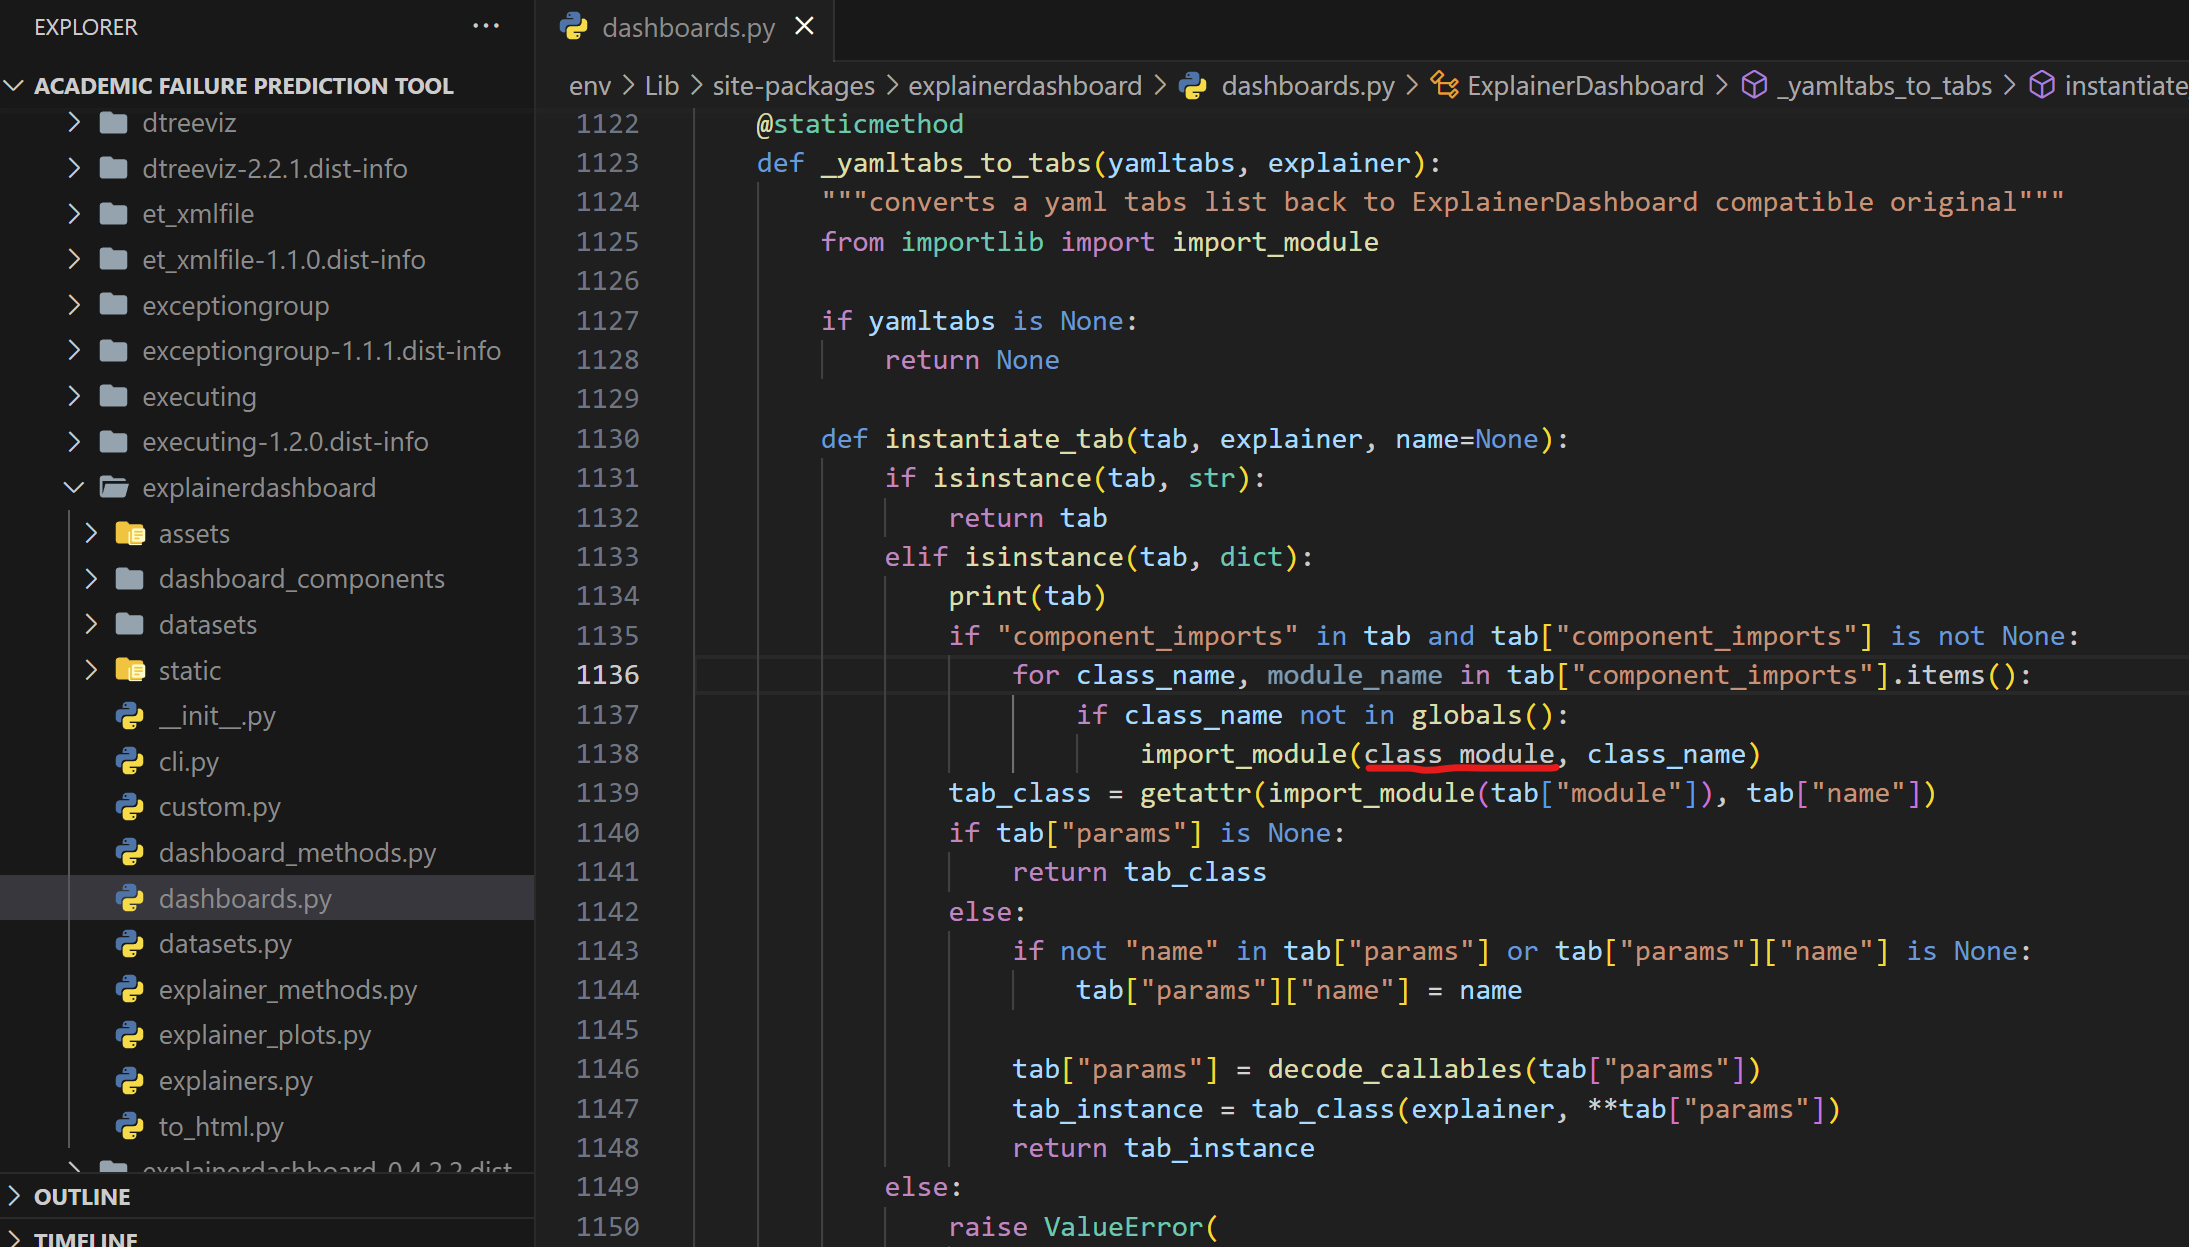 EXPLORER
ACADEMIC FAILURE PREDICTION TOOL
dtreeviz
dtreeviz-2.2.1.dist-info
et_xmlfile
et_xmlfile-1.1.0.dist-info
exceptiongroup
exceptiongroup-1.1.1.dist-info
executing
executing-1.2.0.dist-info
explainerdashboard
assets
dashboard_components
datasets
static
__init__.py
cli.py
custom.py
dashboard_methods.py
dashboards.py
datasets.py
explainer_methods.py
explainer_plots.py
explainers.py
to_html.py
explainerdashboard-0.4.2.2.dist...
OUTLINE
TIMELINE
dashboards.py
env > Lib > site-packages > explainerdashboard > dashboards.py > ExplainerDashboard > _yamltabs_to_tabs > instantiate
1122 @staticmethod
1123 def _yamltabs_to_tabs(yamltabs, explainer):
1124 """converts a yaml tabs list back to ExplainerDashboard compatible original"""
1125 from importlib import import_module
1126
1127 if yamltabs is None:
1128 return None
1129
1130 def instantiate_tab(tab, explainer, name=None):
1131 if isinstance(tab, str):
1132 return tab
1133 elif isinstance(tab, dict):
1134 print(tab)
1135 if "component_imports" in tab and tab["component_imports"] is not None:
1136 for class_name, module_name in tab["component_imports"].items():
1137 if class_name not in globals():
1138 import_module(class_module, class_name)
1139 tab_class = getattr(import_module(tab["module"]), tab["name"])
1140 if tab["params"] is None:
1141 return tab_class
1142 else:
1143 if not "name" in tab["params"] or tab["params"]["name"] is None:
1144 tab["params"]["name"] = name
1145
1146 tab["params"] = decode_callables(tab["params"])
1147 tab_instance = tab_class(explainer, **tab["params"])
1148 return tab_instance
1149 else:
1150 raise ValueError(